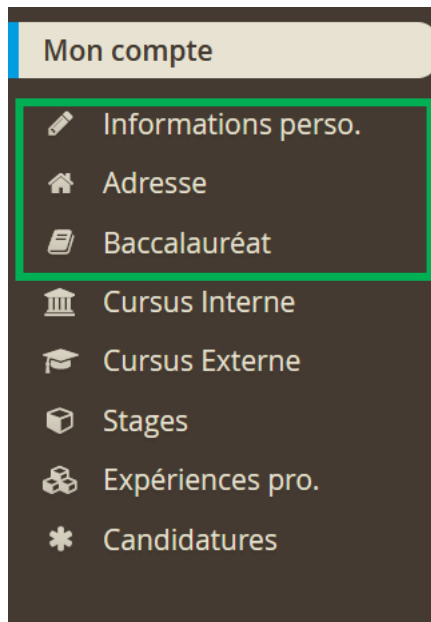 Mon compte
Informations perso.
Adresse
Baccalauréat
Cursus Interne
Cursus Externe
Stages
Expériences pro.
Candidatures